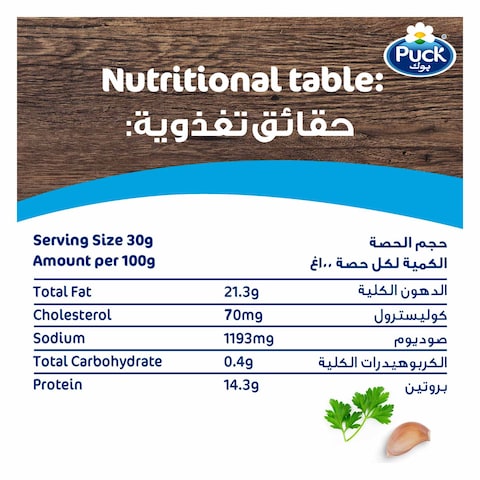 Puck
بوك
Nutritional table:
حقائق تغذوية:
Serving Size 30g حجم الحصة
Amount per 100g الكمية لكل حصة ١٠٠غ
Total Fat 21.3g الدهون الكلية
Cholesterol 70mg كوليسترول
Sodium 1193mg صوديوم
Total Carbohydrate 0.4g الكربوهيدرات الكلية
Protein 14.3g بروتين